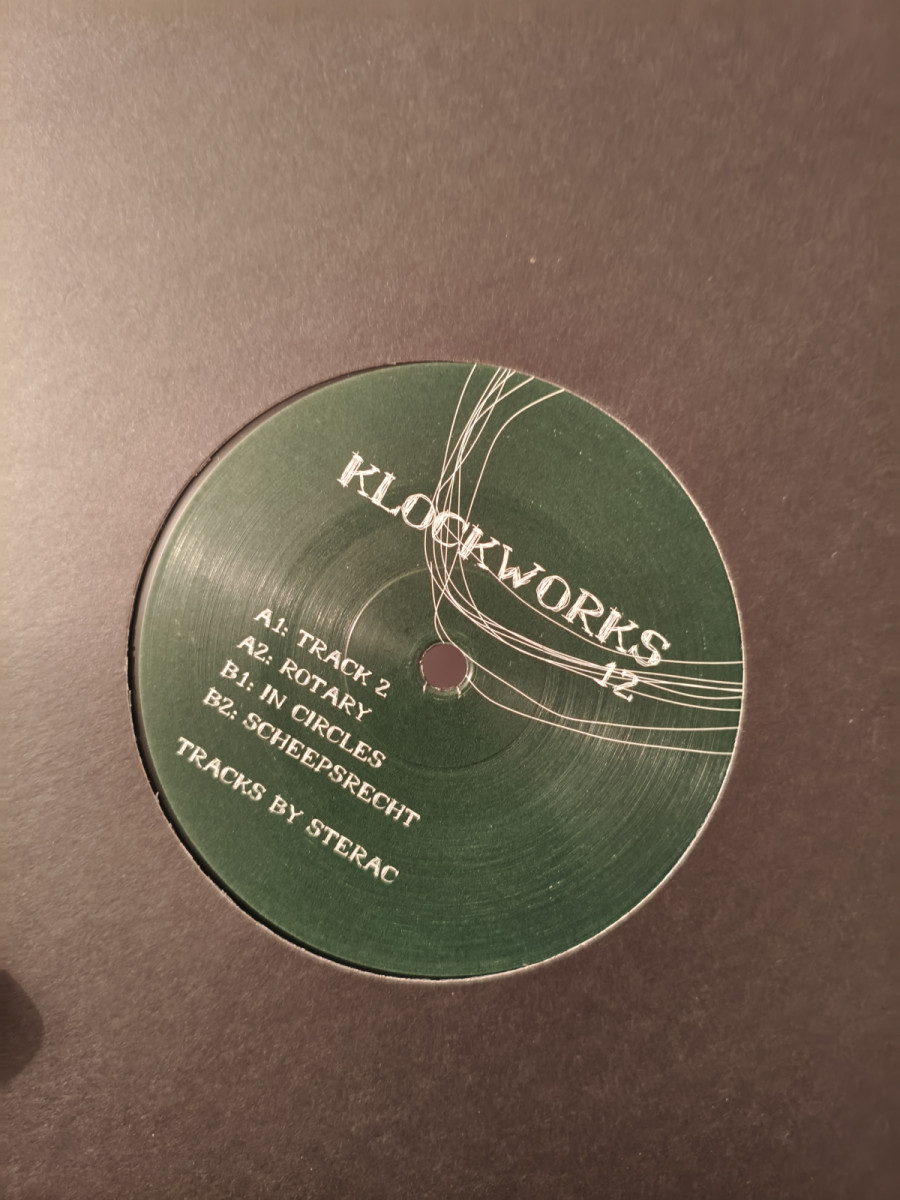 KLOCKWORKS
12
A1: TRACK 2
A2: ROTARY
B1: IN CIRCLES
B2: SCHEEPSRECHT
TRACKS BY STERAC